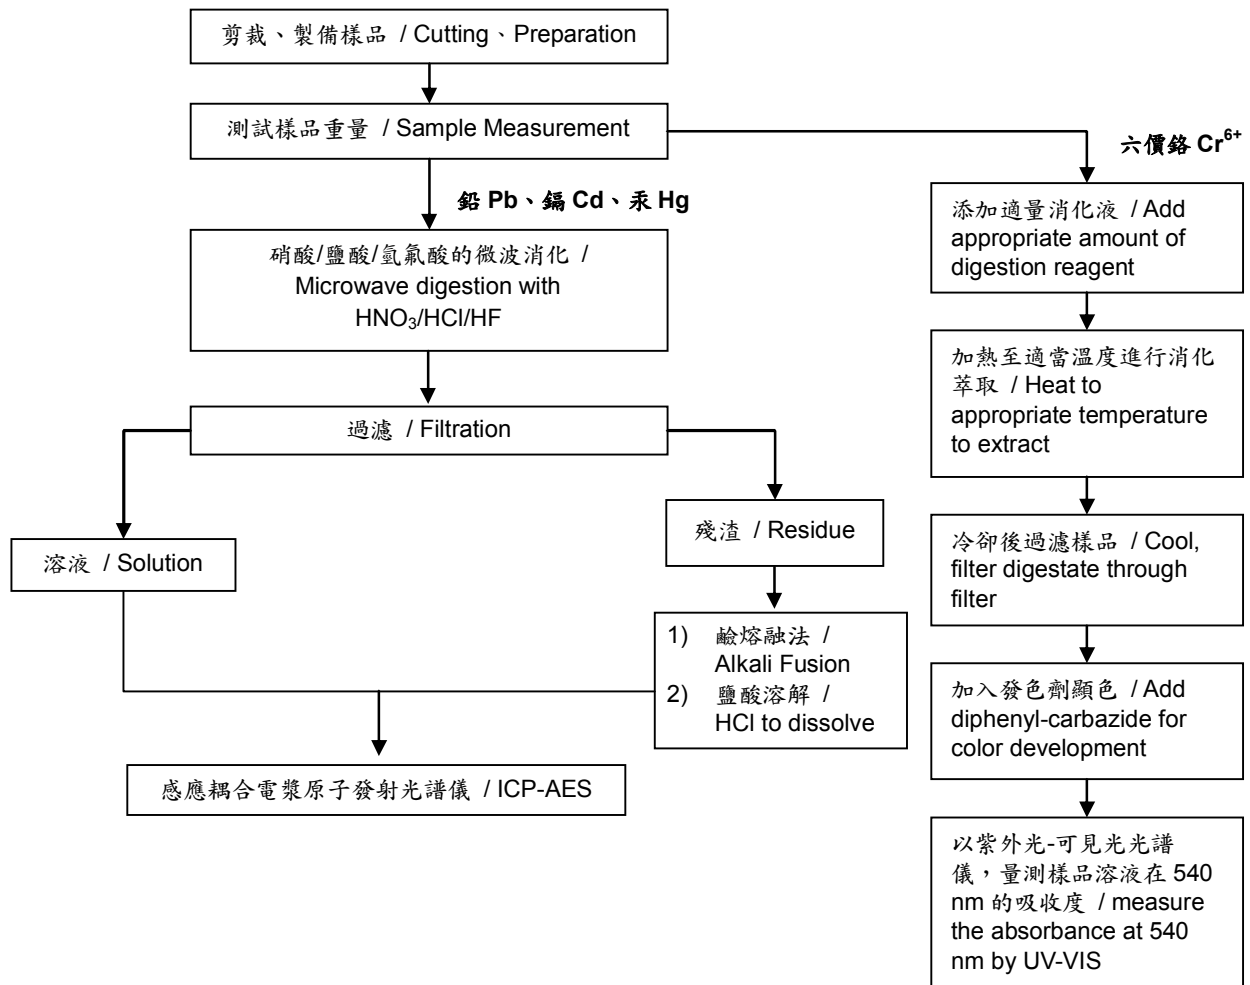 剪裁、製備樣品 / Cutting、Preparation
測試樣品重量 / Sample Measurement
鉛 Pb、鎘 Cd、汞 Hg
硝酸/鹽酸/氫氟酸的微波消化 /
Microwave digestion with
HNO₃/HCl/HF
過濾 / Filtration
溶液 / Solution
殘渣 / Residue
1) 鹼熔融法 /
Alkali Fusion
2) 鹽酸溶解 /
HCl to dissolve
感應耦合電漿原子發射光譜儀 / ICP-AES
六價鉻 Cr⁶⁺
添加適量消化液 / Add
appropriate amount of
digestion reagent
加熱至適當溫度進行消化
萃取 / Heat to
appropriate temperature
to extract
冷卻後過濾樣品 / Cool,
filter digestate through
filter
加入發色劑顯色 / Add
diphenyl-carbazide for
color development
以紫外光-可見光光譜
儀，量測樣品溶液在 540
nm 的吸收度 / measure
the absorbance at 540
nm by UV-VIS